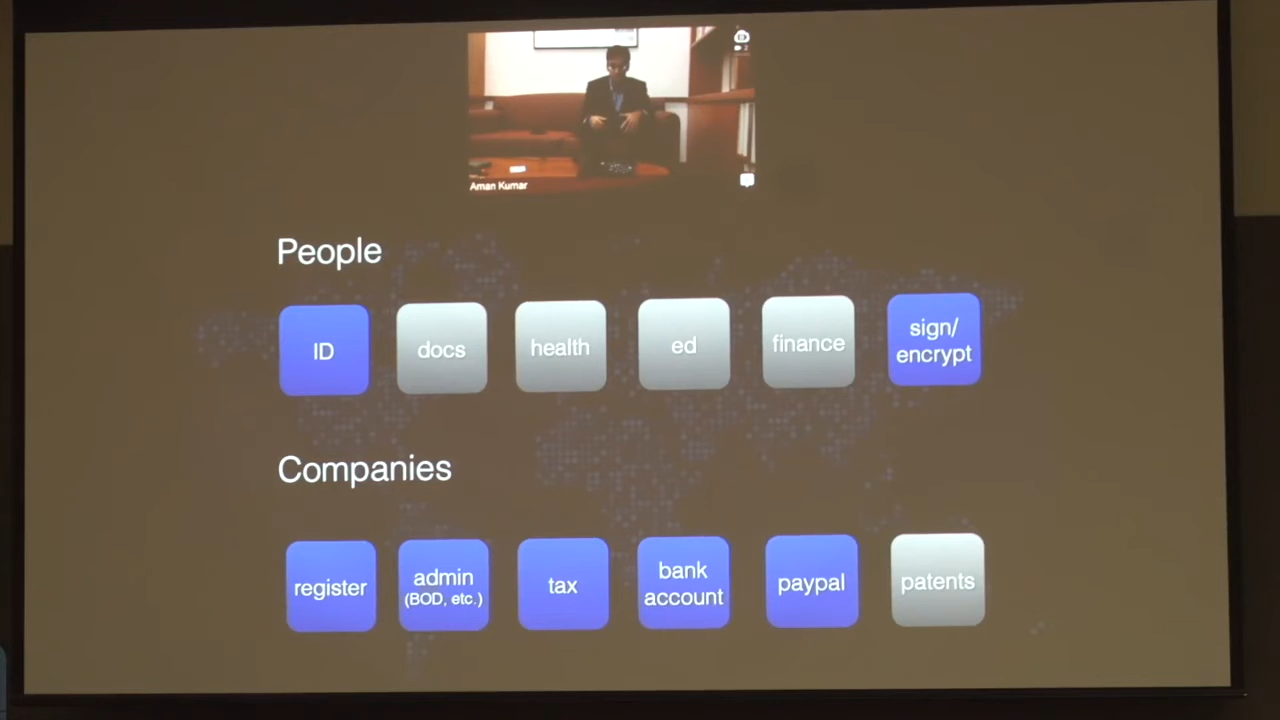 Aman Kumar
People
ID
docs
health
ed
finance
sign/
encrypt
Companies
register
admin
(BOD, etc.)
tax
bank
account
paypal
patents